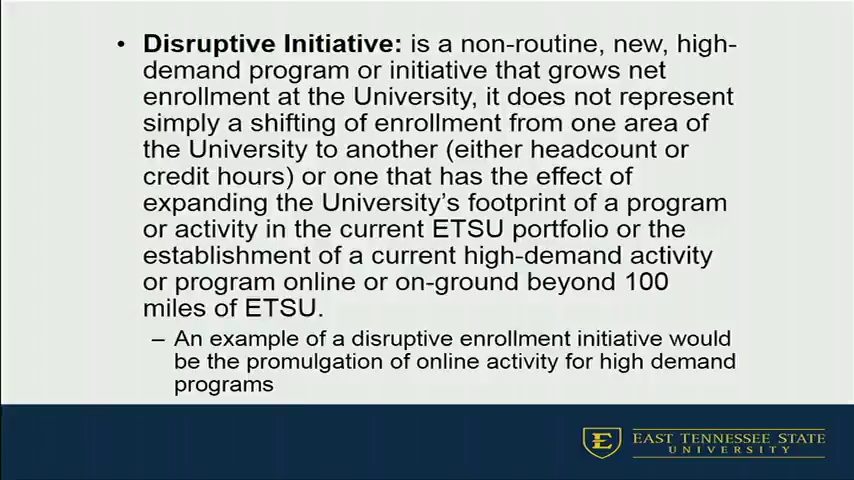 • Disruptive Initiative: is a non-routine, new, high-
demand program or initiative that grows net
enrollment at the University, it does not represent
simply a shifting of enrollment from one area of
the University to another (either headcount or
credit hours) or one that has the effect of
expanding the University's footprint of a program
or activity in the current ETSU portfolio or the
establishment of a current high-demand activity
or program online or on-ground beyond 100
miles of ETSU.
– An example of a disruptive enrollment initiative would
be the promulgation of online activity for high demand
programs
E
EAST TENNESSEE STATE
UNIVERSITY